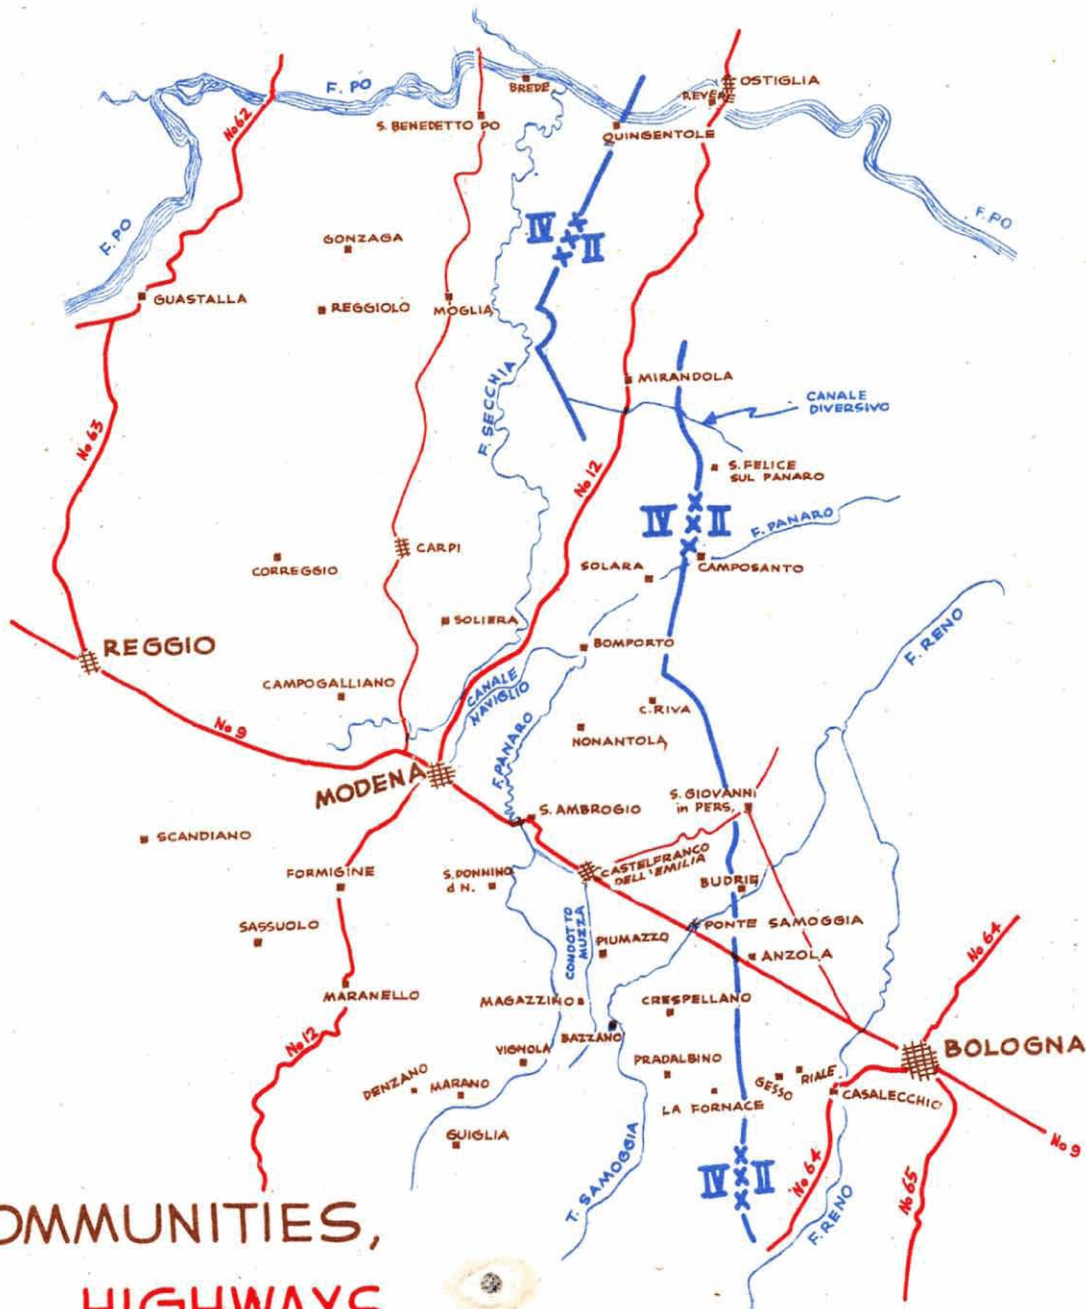 F. PO
BREDE
OSTIGLIA
REVERE
No 62
S. BENEDETTO PO
QUINGENTOLE
F. PO
F. PO
GONZAGA
IV
XXX
II
GUASTALLA
REGGIOLO
MOGLIA
F. SECCHIA
MIRANDOLA
CANALE
DIVERSIVO
No 63
No 12
S. FELICE
SUL PANARO
IV
XXX
II
F. PANARO
CARPI
CORREGGIO
SOLARA
CAMPOSANTO
SOLIERA
REGGIO
BOMPORTO
F. RENO
CAMPOGALLIANO
CANALE
NAVIGLIO
C. RIVA
No 9
F. PANARO
NONANTOLA
MODENA
S. AMBROGIO
S. GIOVANNI
in PERS.
SCANDIANO
CASTELFRANCO
DELL'EMILIA
FORMIGINE
S. DONNINO
d N.
BUDRIE
SASSUOLO
CONDOTTO
MUZZA
PIUMAZZO
PONTE SAMOGGIA
ANZOLA
No 64
MARANELLO
MAGAZZINO
CRESPELLANO
No 12
BAZZANO
BOLOGNA
VIGNOLA
PRADALBINO
DENZANO
MARANO
GESSO
RIALE
LA FORNACE
CASALECCHIO
No 9
GUIGLIA
T. SAMOGGIA
IV
XXX
II
No 64
No 65
F. RENO
OMMUNITIES,
HIGHWAYS